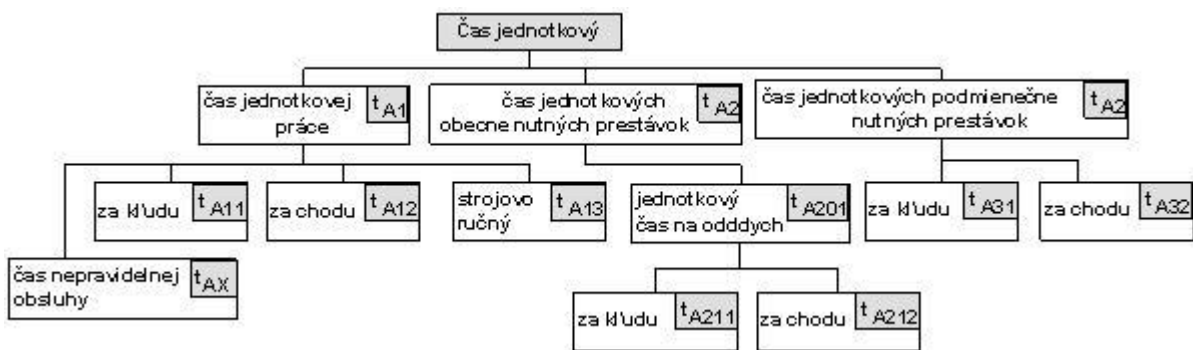 Čas jednotkový
čas jednotkovej
práce
t A1
čas jednotkových
obecne nutných prestávok
t A2
čas jednotkových podmienečne
nutných prestávok
t A2
za kľudu
t A11
za chodu
t A12
strojovo
ručný
t A13
jednotkový
čas na odddych
t A201
za kľudu
t A31
za chodu
t A32
čas nepravidelnej
obsluhy
t AX
za kľudu
t A211
za chodu
t A212